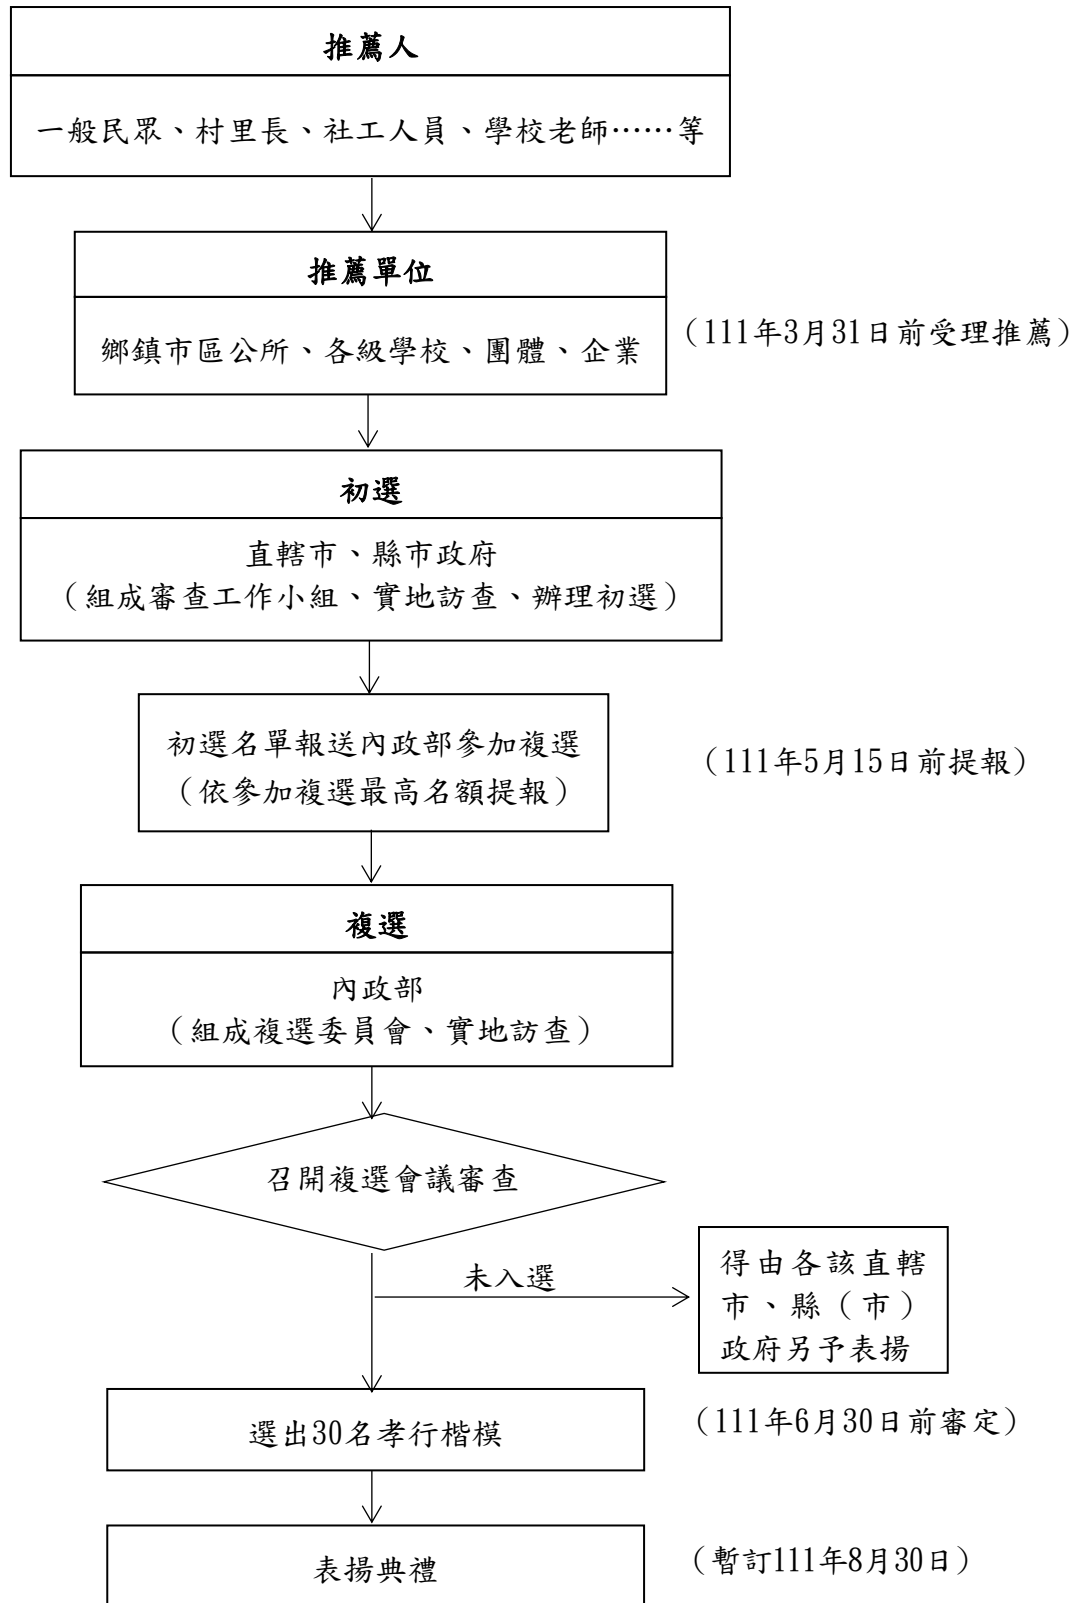 推薦人
一般民眾、村里長、社工人員、學校老師……等
推薦單位
鄉鎮市區公所、各級學校、團體、企業
（111年3月31日前受理推薦）
初選
直轄市、縣市政府
（組成審查工作小組、實地訪查、辦理初選）
初選名單報送內政部參加複選
（依參加複選最高名額提報）
（111年5月15日前提報）
複選
內政部
（組成複選委員會、實地訪查）
召開複選會議審查
未入選
得由各該直轄
市、縣（市）
政府另予表揚
選出30名孝行楷模
（111年6月30日前審定）
表揚典禮
（暫訂111年8月30日）